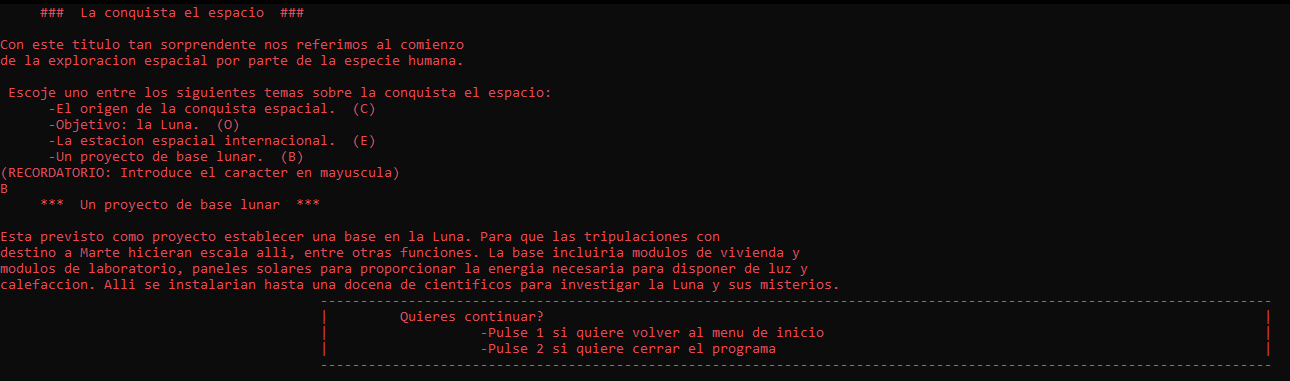 ### La conquista el espacio ###
Con este titulo tan sorprendente nos referimos al comienzo
de la exploracion espacial por parte de la especie humana.
Escoje uno entre los siguientes temas sobre la conquista el espacio:
-El origen de la conquista espacial. (C)
-Objetivo: la Luna. (O)
-La estacion espacial internacional. (E)
-Un proyecto de base lunar. (B)
(RECORDATORIO: Introduce el caracter en mayuscula)
B
*** Un proyecto de base lunar ***
Esta previsto como proyecto establecer una base en la Luna. Para que las tripulaciones con
destino a Marte hicieran escala alli, entre otras funciones. La base incluiria modulos de vivienda y
modulos de laboratorio, paneles solares para proporcionar la energia necesaria para disponer de luz y
calefaccion. Alli se instalarian hasta una docena de cientificos para investigar la Luna y sus misterios.
Quieres continuar?
-Pulse 1 si quiere volver al menu de inicio
-Pulse 2 si quiere cerrar el programa